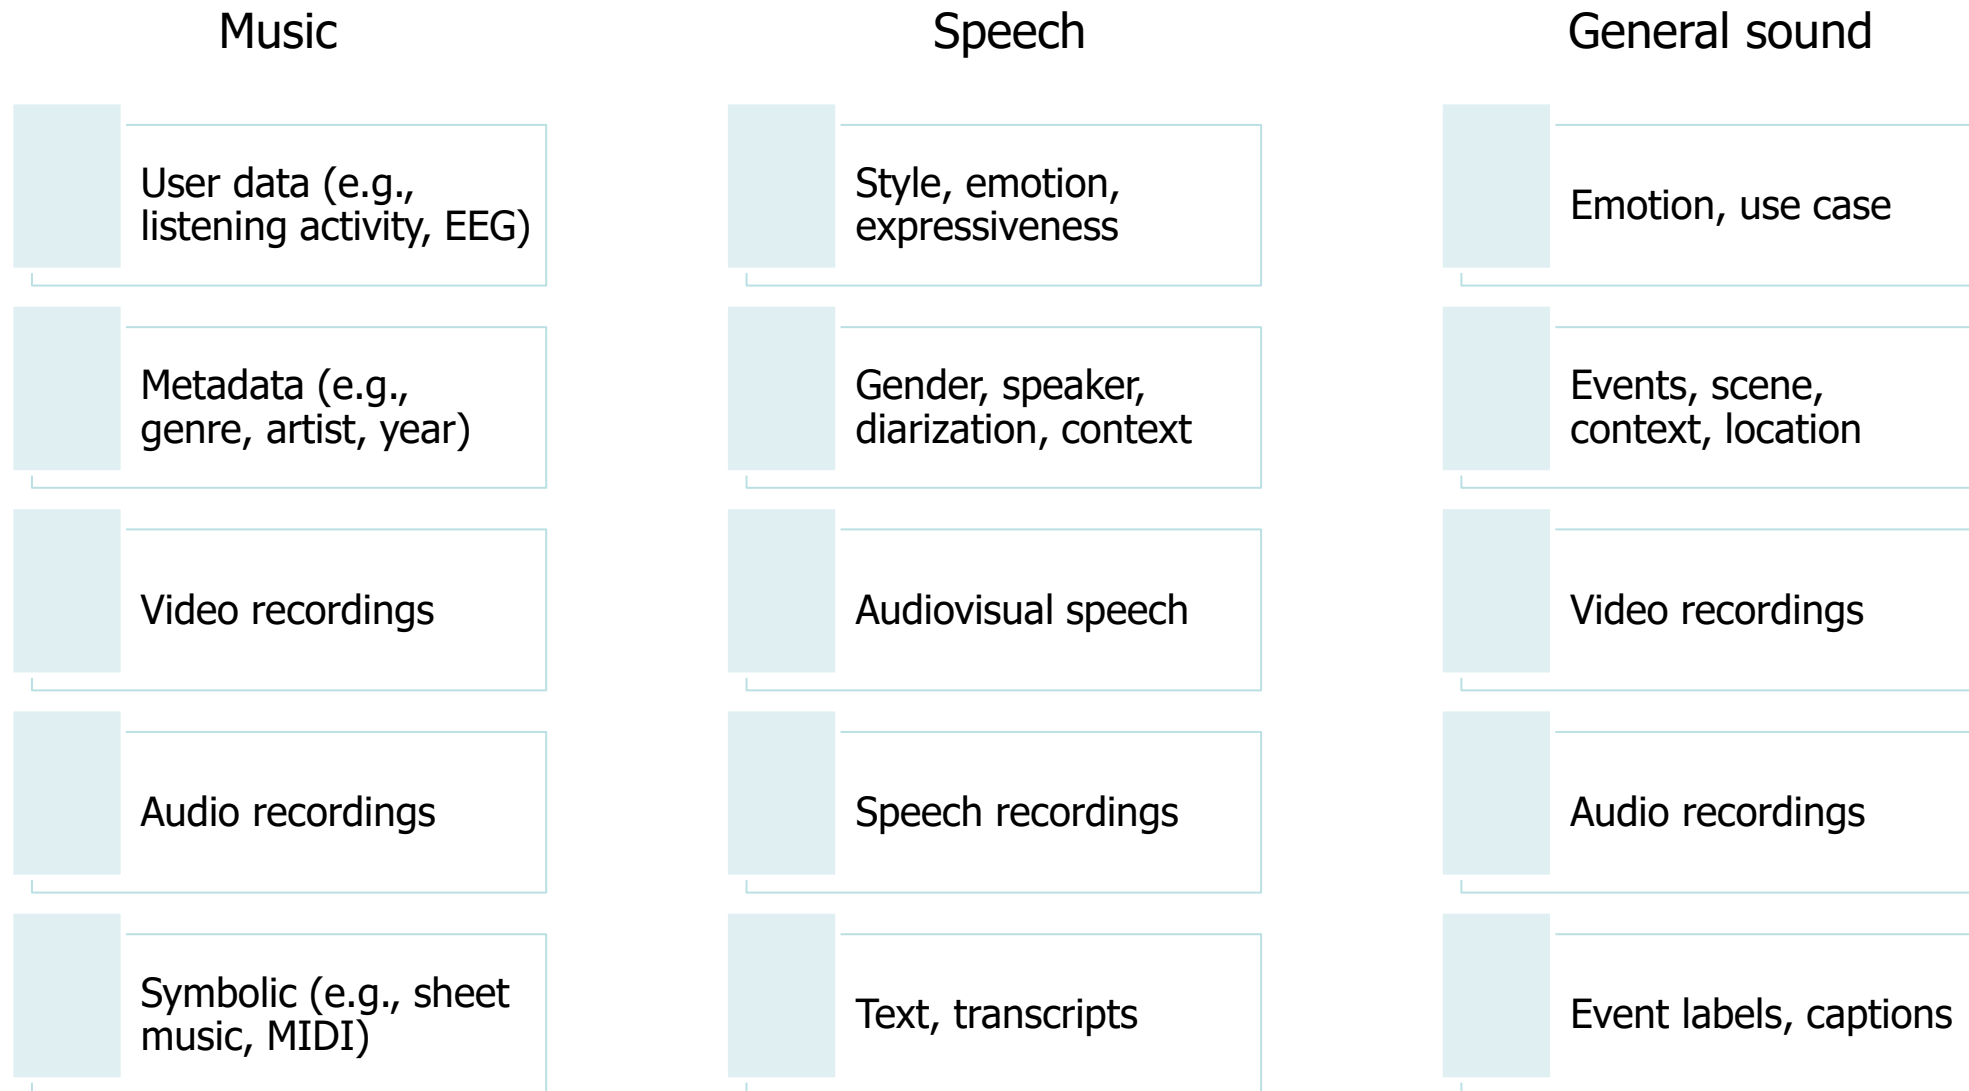 Music
User data (e.g.,
listening activity, EEG)
Metadata (e.g.,
genre, artist, year)
Video recordings
Audio recordings
Symbolic (e.g., sheet
music, MIDI)
Speech
Style, emotion,
expressiveness
Gender, speaker,
diarization, context
Audiovisual speech
Speech recordings
Text, transcripts
General sound
Emotion, use case
Events, scene,
context, location
Video recordings
Audio recordings
Event labels, captions